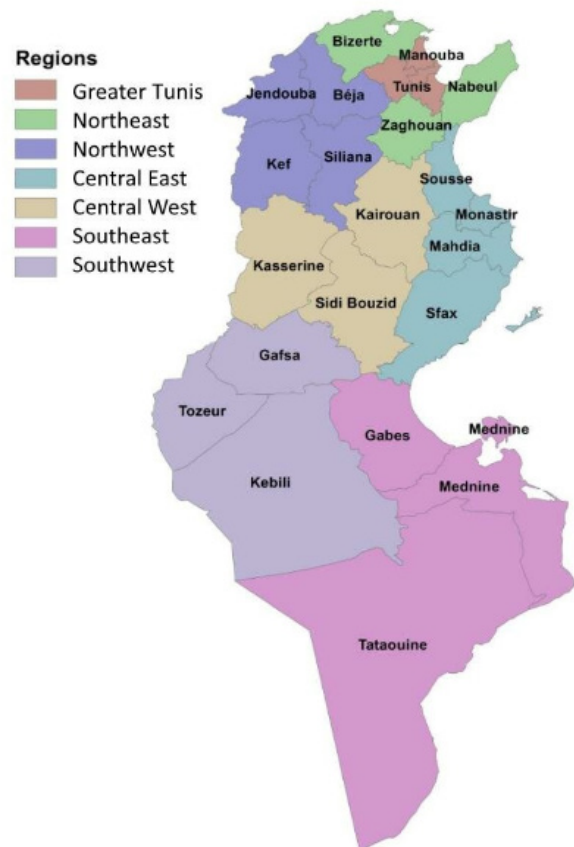 Regions
Greater Tunis
Northeast
Northwest
Central East
Central West
Southeast
Southwest
Bizerte
Manouba
Tunis
Nabeul
Jendouba
Béja
Zaghouan
Kef
Siliana
Sousse
Kairouan
Monastir
Mahdia
Kasserine
Sidi Bouzid
Sfax
Gafsa
Tozeur
Gabes
Mednine
Kebili
Mednine
Tataouine